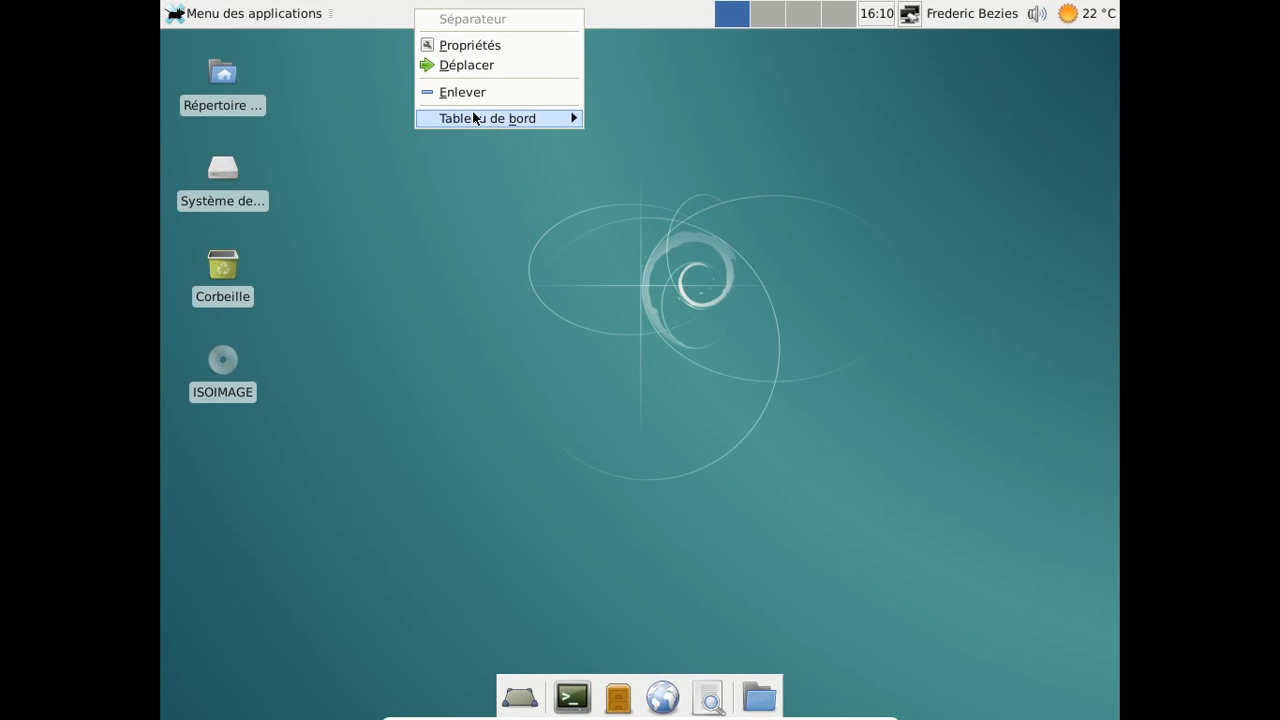 Menu des applications
16:10
Frederic Bezies
22 °C
Séparateur
Propriétés
Déplacer
Enlever
Tableau de bord
Répertoire ...
Système de...
Corbeille
ISOIMAGE
>_